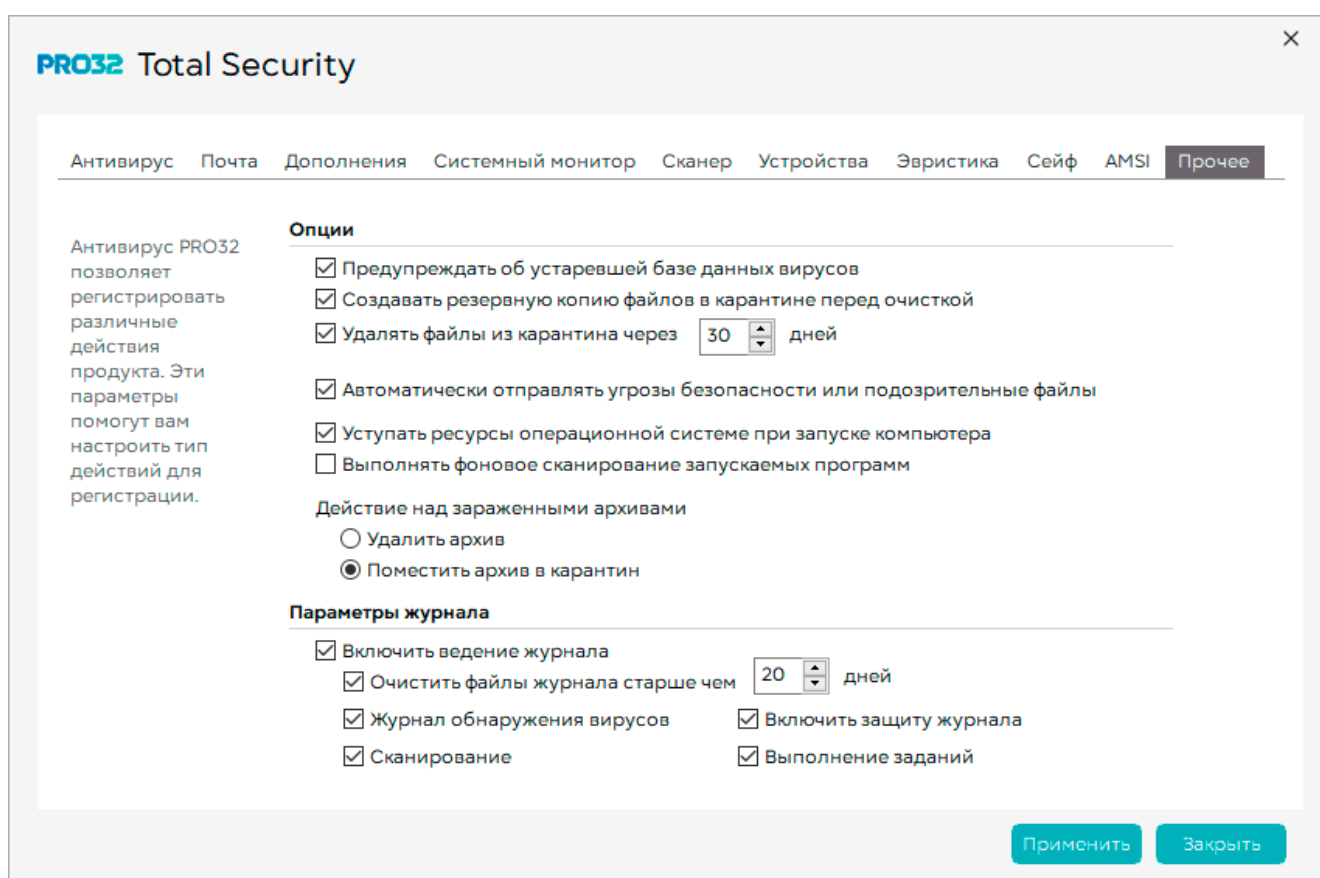 PRO32 Total Security
Антивирус Почта Дополнения Системный монитор Сканер Устройства Эвристика Сейф AMSI Прочее
Антивирус PRO32
позволяет
регистрировать
различные
действия
продукта. Эти
параметры
помогут вам
настроить тип
действий для
регистрации.
Опции
Предупреждать об устаревшей базе данных вирусов
Создавать резервную копию файлов в карантине перед очисткой
Удалять файлы из карантина через 30 дней
Автоматически отправлять угрозы безопасности или подозрительные файлы
Уступать ресурсы операционной системе при запуске компьютера
Выполнять фоновое сканирование запускаемых программ
Действие над зараженными архивами
Удалить архив
Поместить архив в карантин
Параметры журнала
Включить ведение журнала
Очистить файлы журнала старше чем 20 дней
Журнал обнаружения вирусов Включить защиту журнала
Сканирование Выполнение заданий
Применить Закрыть